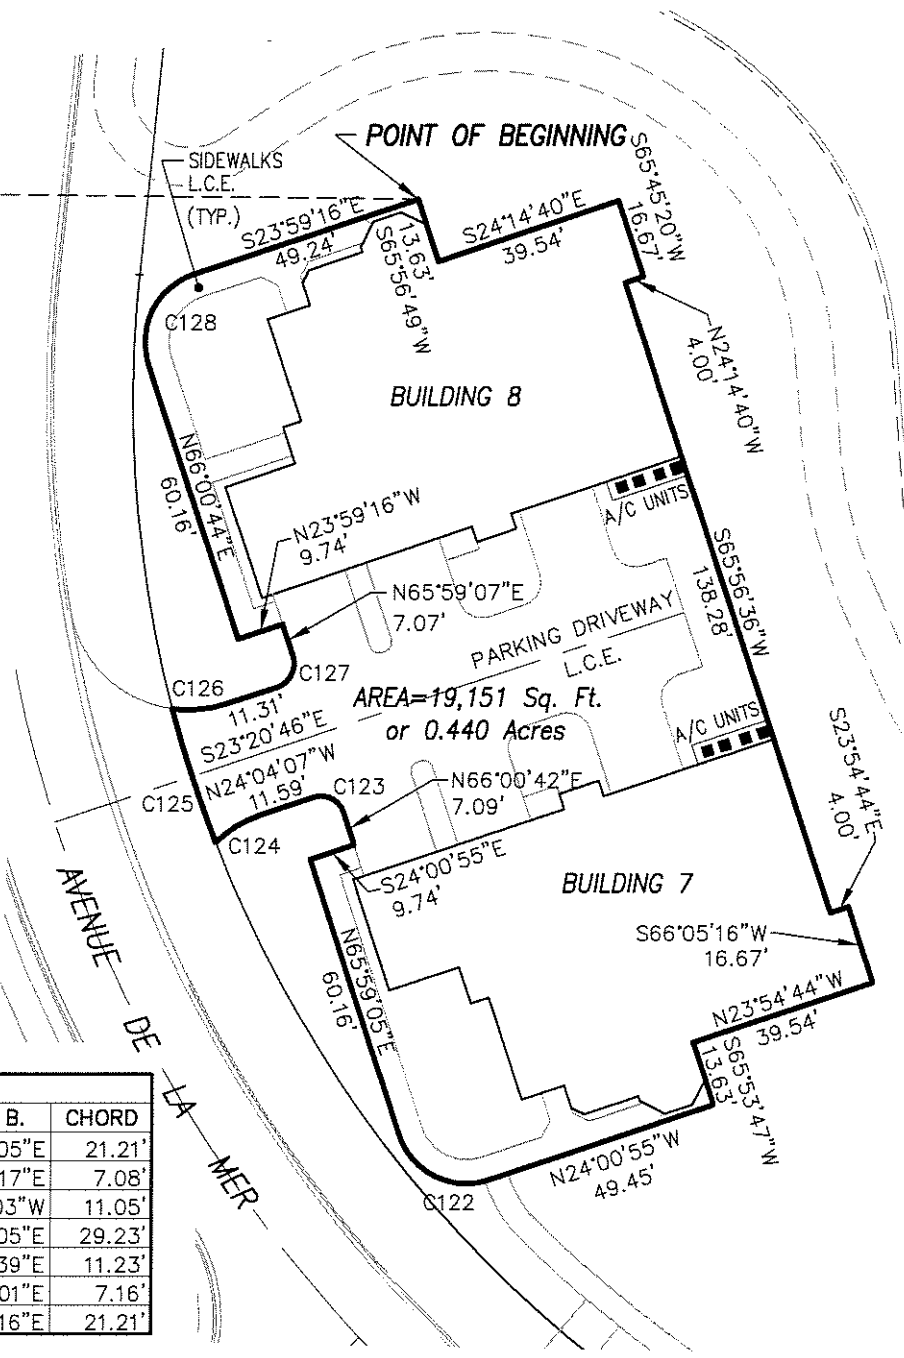 POINT OF BEGINNING
SIDEWALKS
L.C.E.
(TYP.)
S23°59'16"E
49.24'
13.63'
S65°56'49"W
S24°14'40"E
39.54'
S65°45'20"W
16.67'
N24°14'40"W
4.00'
C128
BUILDING 8
N66°00'44"E
60.16'
N23°59'16"W
9.74'
N65°59'07"E
7.07'
A/C UNITS
S65°56'36"W
138.28'
PARKING DRIVEWAY
L.C.E.
C127
C126
11.31'
S23°20'46"E
AREA=19,151 Sq. Ft.
or 0.440 Acres
N24°04'07"W
11.59'
C125
C123
C124
N66°00'42"E
7.09'
A/C UNITS
S23°54'44"E
4.00'
S24°00'55"E
9.74'
BUILDING 7
S66°05'16"W
16.67'
N65°59'05"E
60.16'
N23°54'44"W
39.54'
13.63'
S65°53'47"W
N24°00'55"W
49.45'
C122
AVENUE DE LA MER
B. CHORD
05"E 21.21'
17"E 7.08'
03"W 11.05'
05"E 29.23'
39"E 11.23'
01"E 7.16'
16"E 21.21'